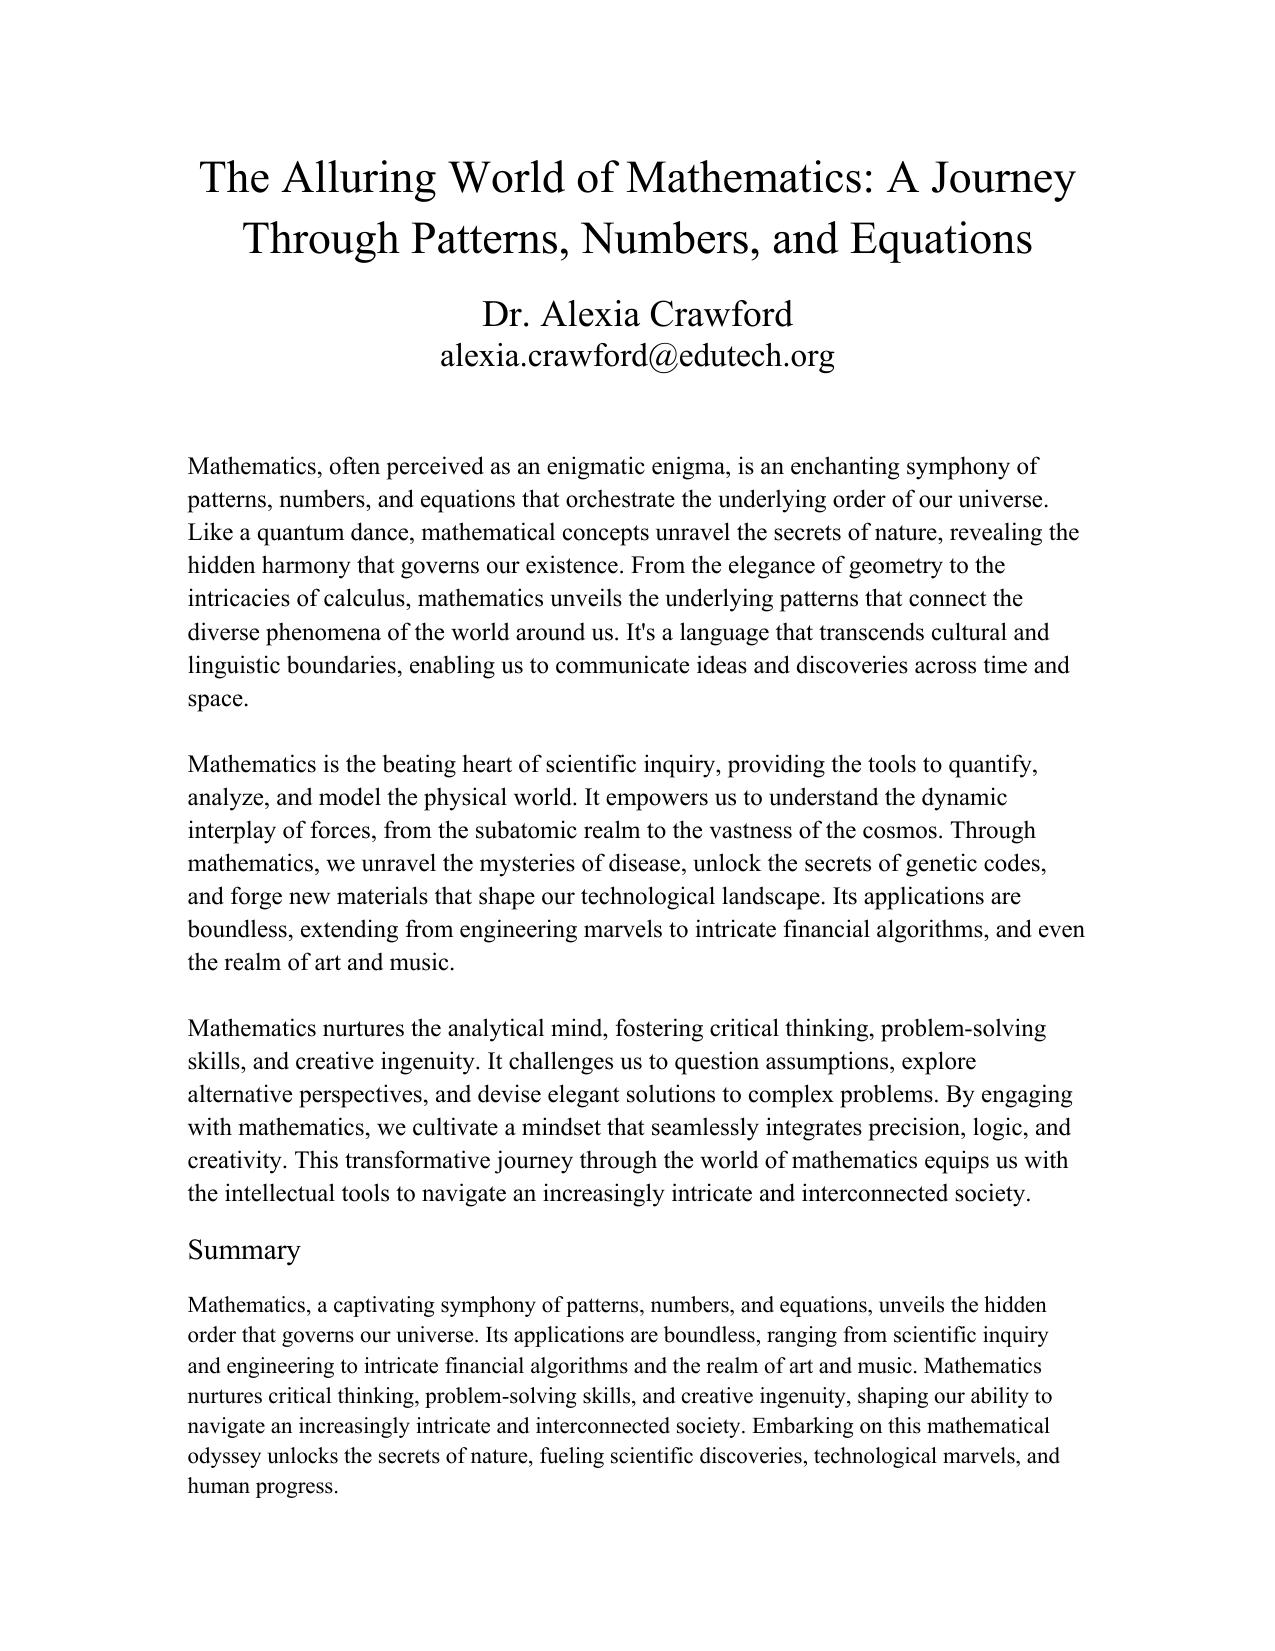 The Alluring World of Mathematics: A Journey
Through Patterns, Numbers, and Equations
Dr. Alexia Crawford
alexia.crawford@edutech.org
Mathematics, often perceived as an enigmatic enigma, is an enchanting symphony of
patterns, numbers, and equations that orchestrate the underlying order of our universe.
Like a quantum dance, mathematical concepts unravel the secrets of nature, revealing the
hidden harmony that governs our existence. From the elegance of geometry to the
intricacies of calculus, mathematics unveils the underlying patterns that connect the
diverse phenomena of the world around us. It's a language that transcends cultural and
linguistic boundaries, enabling us to communicate ideas and discoveries across time and
space.
Mathematics is the beating heart of scientific inquiry, providing the tools to quantify,
analyze, and model the physical world. It empowers us to understand the dynamic
interplay of forces, from the subatomic realm to the vastness of the cosmos. Through
mathematics, we unravel the mysteries of disease, unlock the secrets of genetic codes,
and forge new materials that shape our technological landscape. Its applications are
boundless, extending from engineering marvels to intricate financial algorithms, and even
the realm of art and music.
Mathematics nurtures the analytical mind, fostering critical thinking, problem-solving
skills, and creative ingenuity. It challenges us to question assumptions, explore
alternative perspectives, and devise elegant solutions to complex problems. By engaging
with mathematics, we cultivate a mindset that seamlessly integrates precision, logic, and
creativity. This transformative journey through the world of mathematics equips us with
the intellectual tools to navigate an increasingly intricate and interconnected society.
Summary
Mathematics, a captivating symphony of patterns, numbers, and equations, unveils the hidden
order that governs our universe. Its applications are boundless, ranging from scientific inquiry
and engineering to intricate financial algorithms and the realm of art and music. Mathematics
nurtures critical thinking, problem-solving skills, and creative ingenuity, shaping our ability to
navigate an increasingly intricate and interconnected society. Embarking on this mathematical
odyssey unlocks the secrets of nature, fueling scientific discoveries, technological marvels, and
human progress.